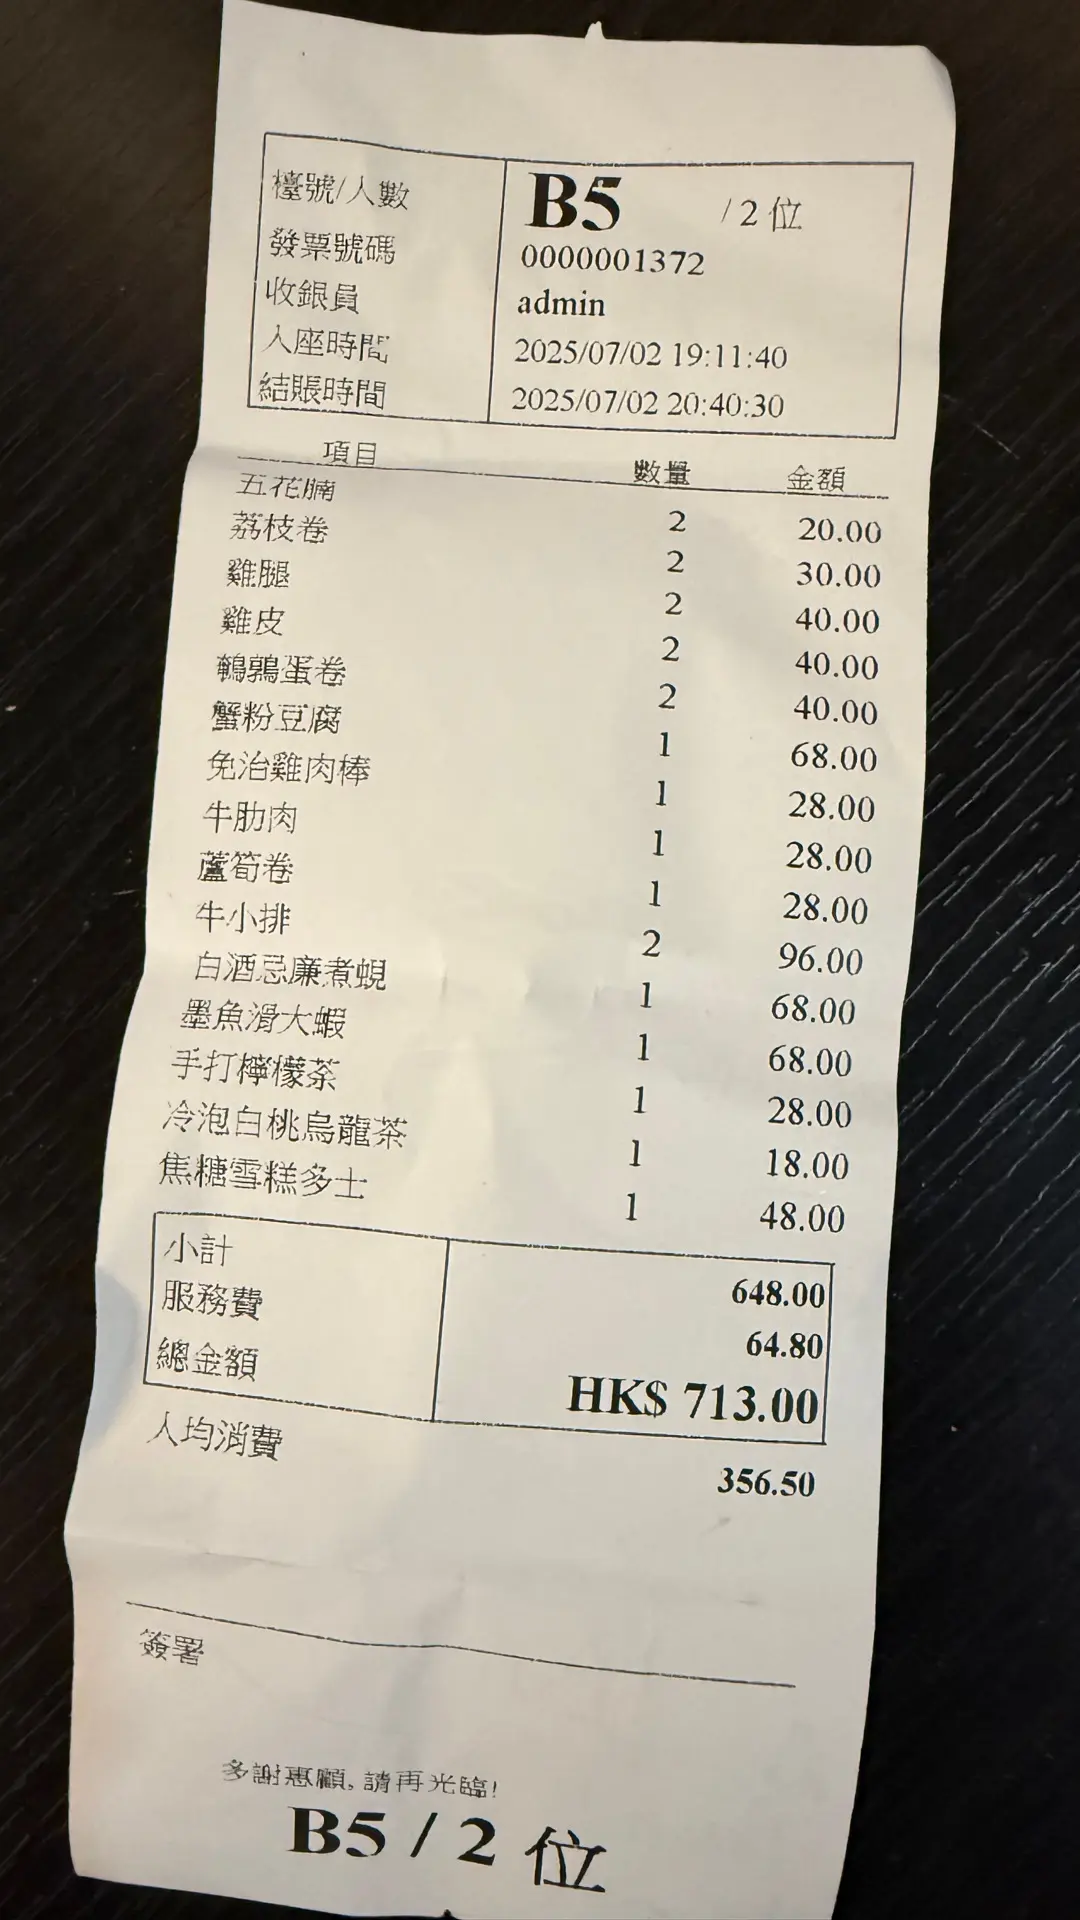 檯號/人數 B5 / 2 位
發票號碼 0000001372
收銀員 admin
入座時間 2025/07/02 19:11:40
結賬時間 2025/07/02 20:40:30
項目 數量 金額
五花腩 2 20.00
荔枝卷 2 30.00
雞腿 2 40.00
雞皮 2 40.00
鵪鶉蛋卷 2 40.00
蟹粉豆腐 1 68.00
免治雞肉棒 1 28.00
牛肋肉 1 28.00
蘆筍卷 1 28.00
牛小排 2 96.00
白酒忌廉煮蜆 1 68.00
墨魚滑大蝦 1 68.00
手打檸檬茶 1 28.00
冷泡白桃烏龍茶 1 18.00
焦糖雪糕多士 1 48.00
小計 648.00
服務費 64.80
總金額 HK$ 713.00
人均消費 356.50
簽署
多謝惠顧, 請再光臨!
B5 / 2 位